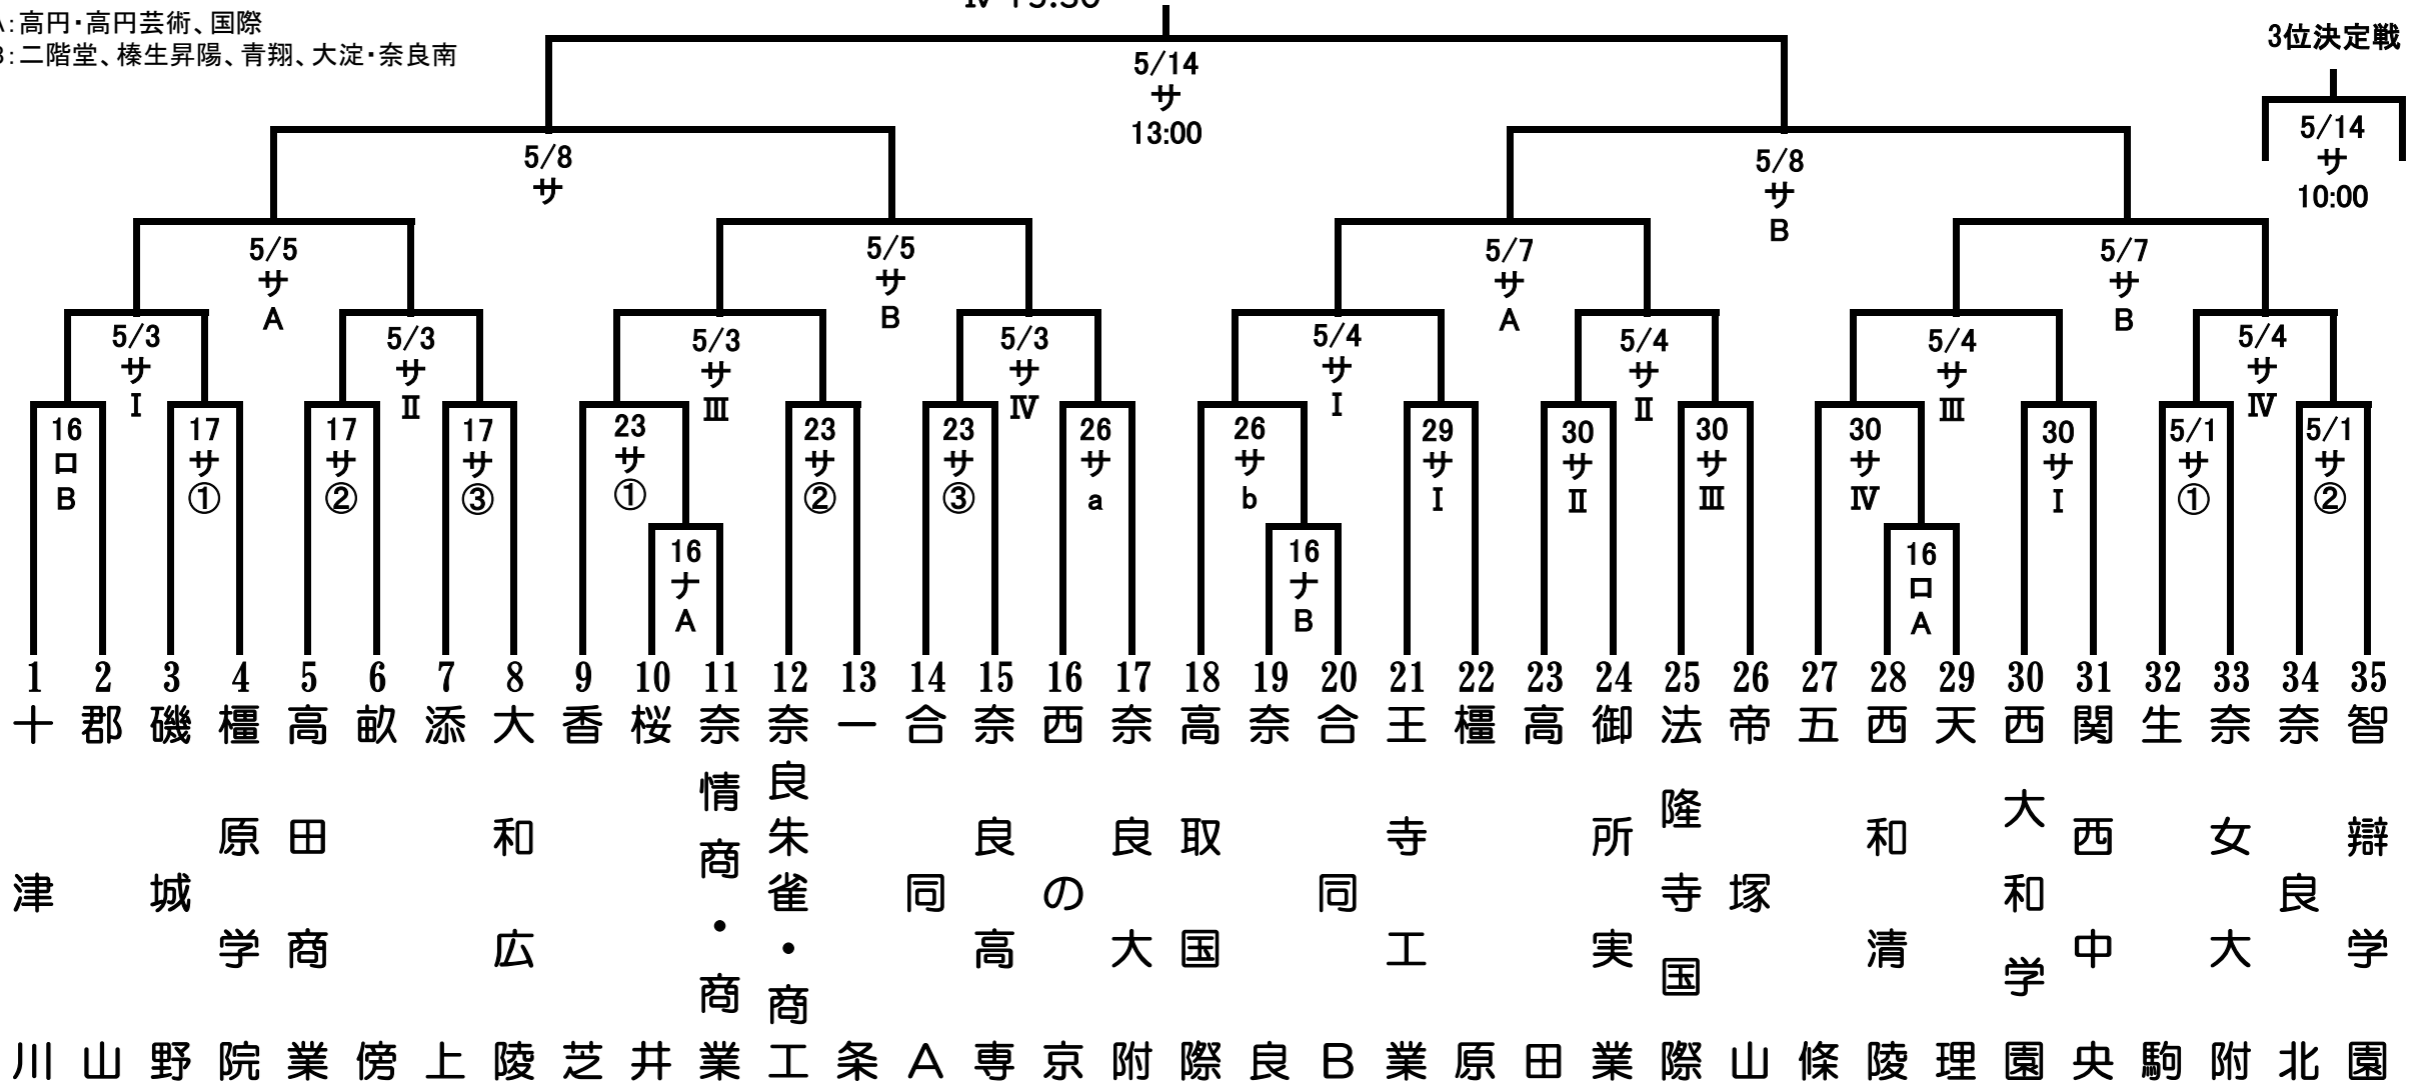 :高円・高円芸術、国際
:二階堂、榛生昇陽、青翔、大淀・奈良南
3位決定戦
5/14
サ
13:00
5/14
サ
10:00
5/8
サ
5/8
サ
B
5/5
サ
A
5/5
サ
B
5/7
サ
A
5/7
サ
B
5/3
サ
Ⅰ
5/3
サ
Ⅱ
5/3
サ
Ⅲ
5/3
サ
Ⅳ
5/4
サ
Ⅰ
5/4
サ
Ⅱ
5/4
サ
Ⅲ
5/4
サ
Ⅳ
16
ロ
B
17
サ
①
17
サ
②
17
サ
③
23
サ
①
23
サ
②
23
サ
③
26
サ
a
26
サ
b
29
サ
Ⅰ
30
サ
Ⅱ
30
サ
Ⅲ
30
サ
Ⅳ
30
サ
Ⅰ
5/1
サ
①
5/1
サ
②
16
ナ
A
16
ナ
B
16
ロ
A
1 十津川
2 郡山
3 磯城野
4 橿原学院
5 高田商業
6 畝傍
7 添上
8 大和広陵
9 香芝
10 桜井
11 奈情商・商業
12 奈良朱雀・商工
13 一条
14 合同A
15 奈良高専
16 西の京
17 奈良大附
18 高取国際
19 奈良
20 合同B
21 王寺工業
22 橿原
23 高田
24 御所実業
25 法隆寺国際
26 帝塚山
27 五條
28 西和清陵
29 天理
30 西大和学園
31 関西中央
32 生駒
33 奈女大附
34 奈良北
35 智辯学園